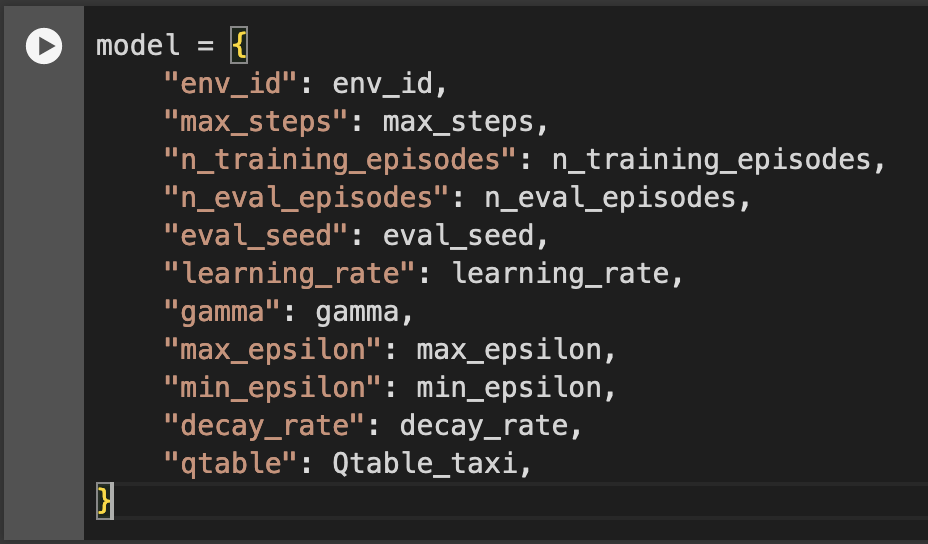 model = {
    "env_id": env_id,
    "max_steps": max_steps,
    "n_training_episodes": n_training_episodes,
    "n_eval_episodes": n_eval_episodes,
    "eval_seed": eval_seed,
    "learning_rate": learning_rate,
    "gamma": gamma,
    "max_epsilon": max_epsilon,
    "min_epsilon": min_epsilon,
    "decay_rate": decay_rate,
    "qtable": Qtable_taxi,
}